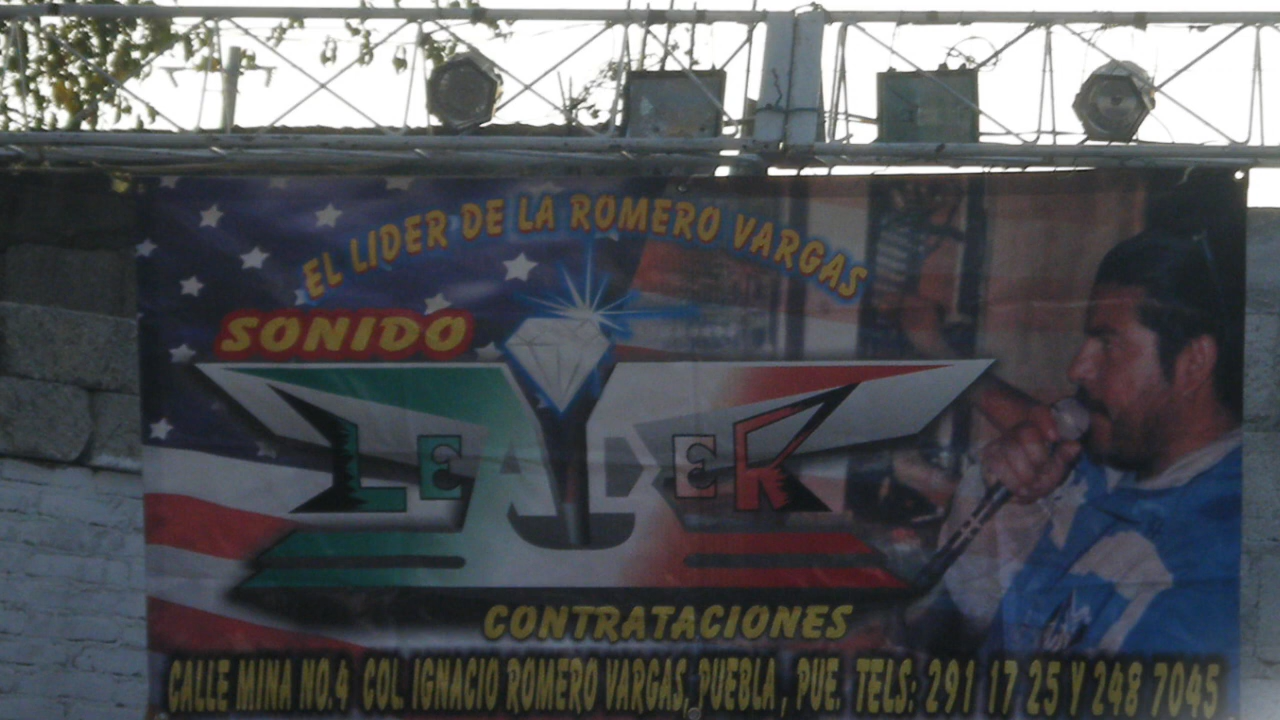 EL LIDER DE LA ROMERO VARGAS
SONIDO
LEADER
CONTRATACIONES
CALLE MINA NO.4 COL. IGNACIO ROMERO VARGAS, PUEBLA, PUE. TELS: 291 17 25 Y 248 7045